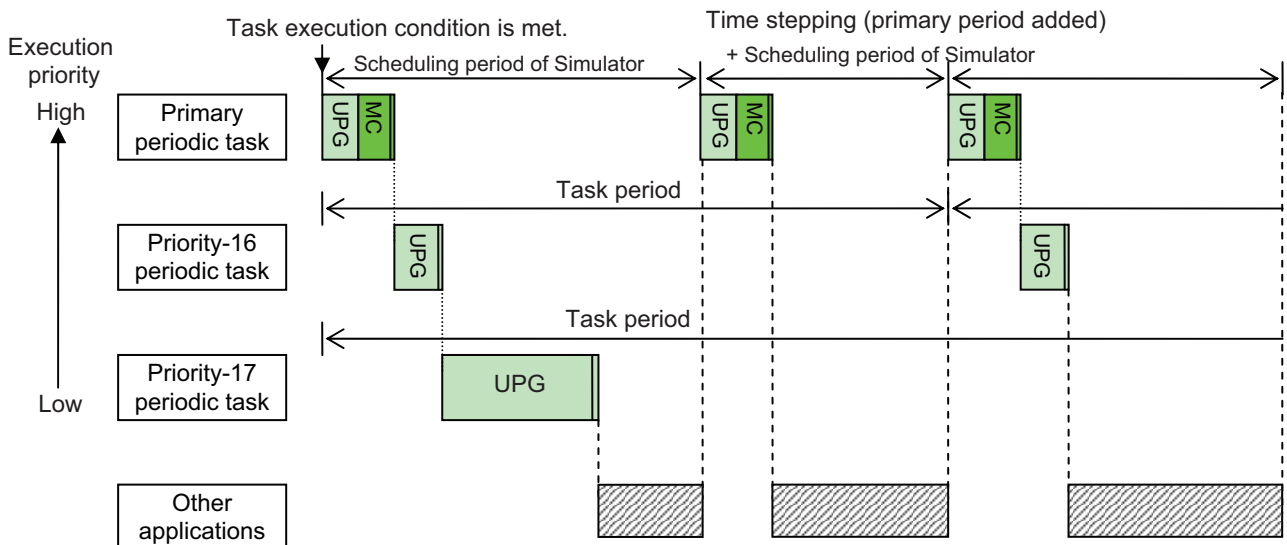 Time stepping (primary period added)
Task execution condition is met.
Execution
priority
Scheduling period of Simulator
+ Scheduling period of Simulator
High
Primary
periodic task
UPG
MC
UPG
MC
UPG
MC
Task period
Priority-16
periodic task
UPG
UPG
Task period
Priority-17
periodic task
UPG
Low
Other
applications